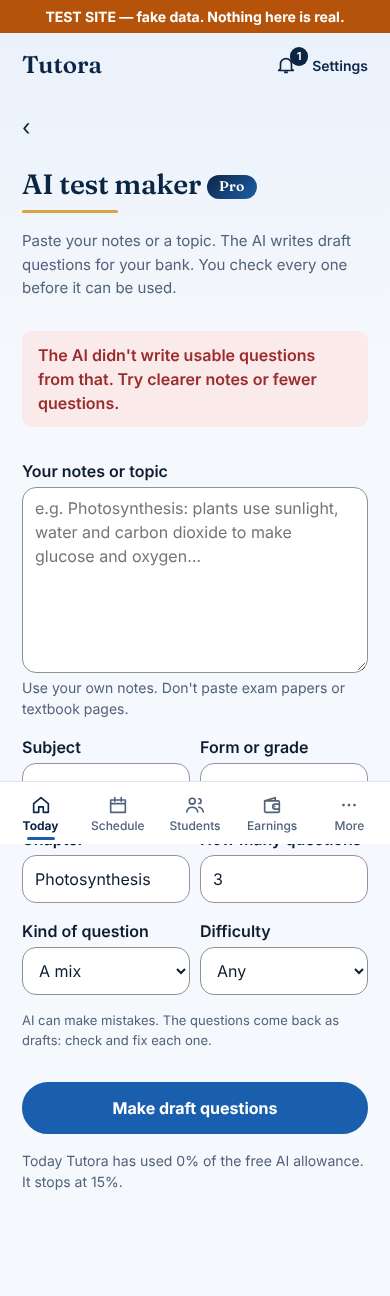 TEST SITE — fake data. Nothing here is real.
Tutora
1
Settings
‹
AI test maker Pro
Paste your notes or a topic. The AI writes draft
questions for your bank. You check every one
before it can be used.
The AI didn't write usable questions
from that. Try clearer notes or fewer
questions.
Your notes or topic
e.g. Photosynthesis: plants use sunlight,
water and carbon dioxide to make
glucose and oxygen...
Use your own notes. Don't paste exam papers or
textbook pages.
Subject Form or grade
Today Schedule Students Earnings More
Chapter How many questions
Photosynthesis 3
Kind of question Difficulty
A mix Any
AI can make mistakes. The questions come back as
drafts: check and fix each one.
Make draft questions
Today Tutora has used 0% of the free AI allowance.
It stops at 15%.